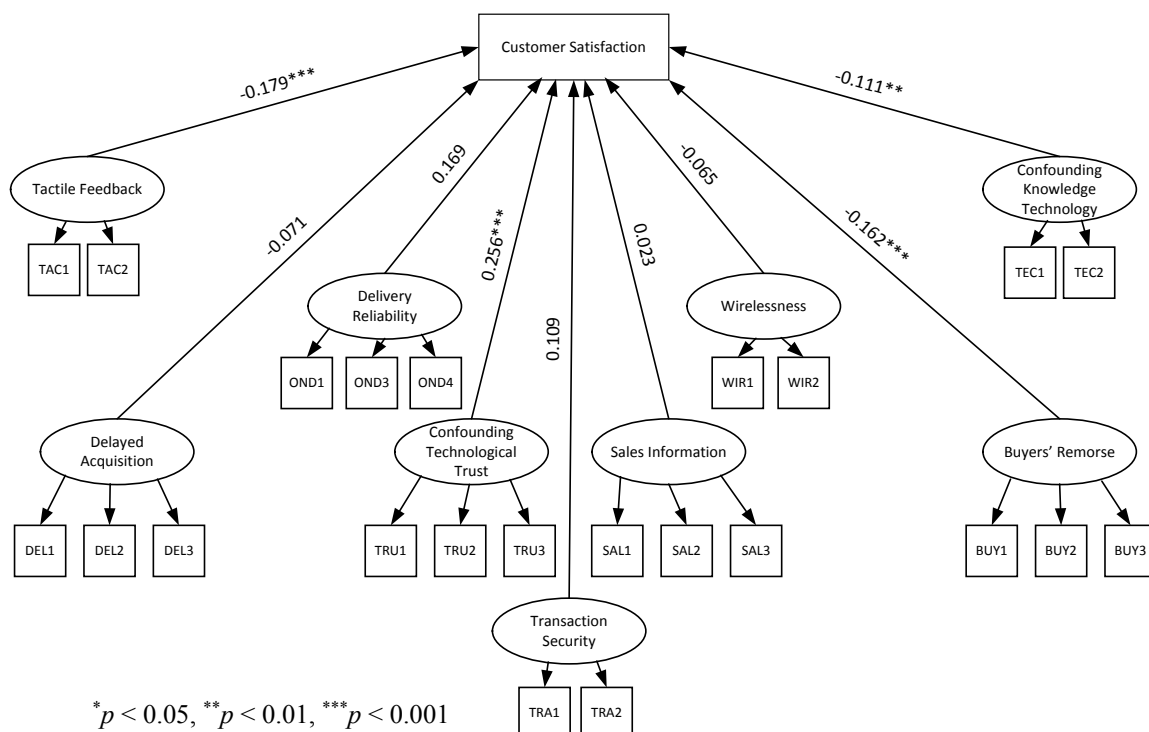 Customer Satisfaction
-0.179***
-0.111**
0.169
-0.065
Tactile Feedback
Confounding
Knowledge
Technology
-0.071
0.256***
0.023
-0.162***
TAC1 TAC2
TEC1 TEC2
Delivery
Reliability
Wirelessness
0.109
OND1 OND3 OND4
WIR1 WIR2
Delayed
Acquisition
Confounding
Technological
Trust
Sales Information
Buyers’ Remorse
DEL1 DEL2 DEL3
TRU1 TRU2 TRU3
SAL1 SAL2 SAL3
BUY1 BUY2 BUY3
Transaction
Security
TRA1 TRA2
*p < 0.05, **p < 0.01, ***p < 0.001